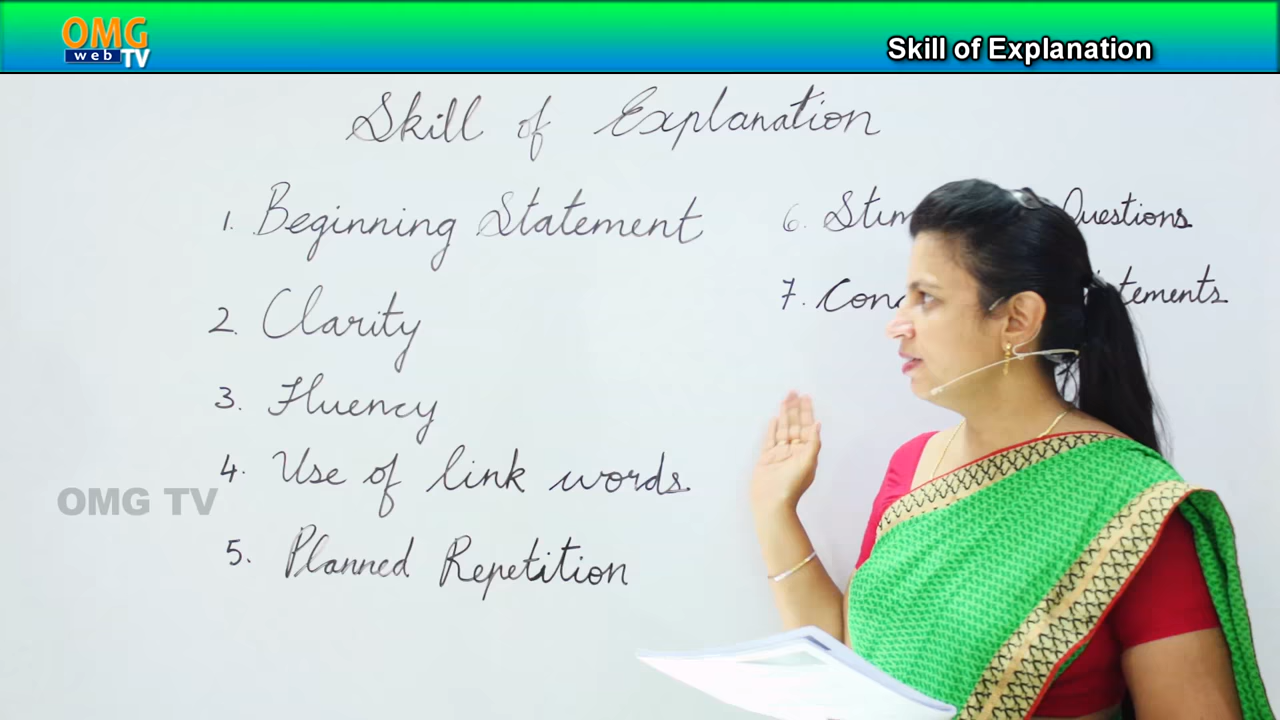 OMG
web TV
Skill of Explanation
Skill of Explanation
1. Beginning Statement
2. Clarity
3. Fluency
4. Use of link words.
5. Planned Repetition
6. Questions
7.
OMG TV